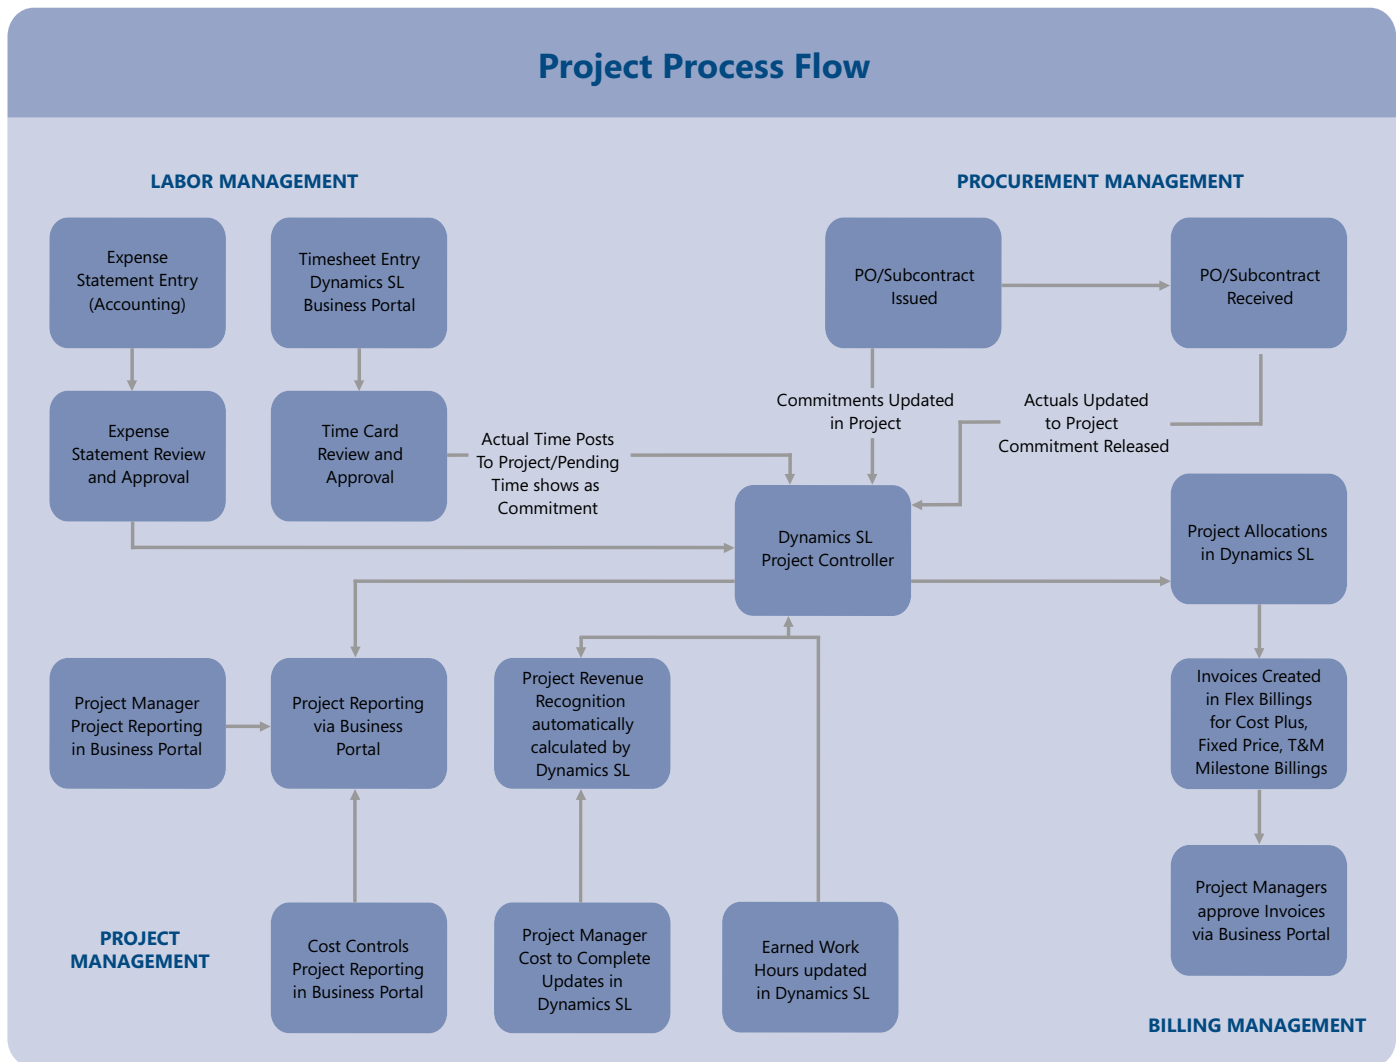 Project Process Flow
LABOR MANAGEMENT
PROCUREMENT MANAGEMENT
Expense
Statement Entry
(Accounting)
Timesheet Entry
Dynamics SL
Business Portal
PO/Subcontract
Issued
PO/Subcontract
Received
Expense
Statement Review
and Approval
Time Card
Review and
Approval
Actual Time Posts
To Project/Pending
Time shows as
Commitment
Commitments Updated
in Project
Actuals Updated
to Project
Commitment Released
Dynamics SL
Project Controller
Project Allocations
in Dynamics SL
Project Manager
Project Reporting
in Business Portal
Project Reporting
via Business
Portal
Project Revenue
Recognition
automatically
calculated by
Dynamics SL
Invoices Created
in Flex Billings
for Cost Plus,
Fixed Price, T&M
Milestone Billings
PROJECT
MANAGEMENT
Cost Controls
Project Reporting
in Business Portal
Project Manager
Cost to Complete
Updates in
Dynamics SL
Earned Work
Hours updated
in Dynamics SL
Project Managers
approve Invoices
via Business Portal
BILLING MANAGEMENT